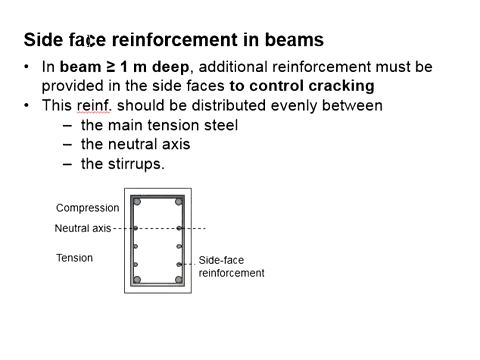 Side face reinforcement in beams
• In beam ≥ 1 m deep, additional reinforcement must be
provided in the side faces to control cracking
• This reinf. should be distributed evenly between
– the main tension steel
– the neutral axis
– the stirrups.
Compression
Neutral axis
Tension
Side-face
reinforcement